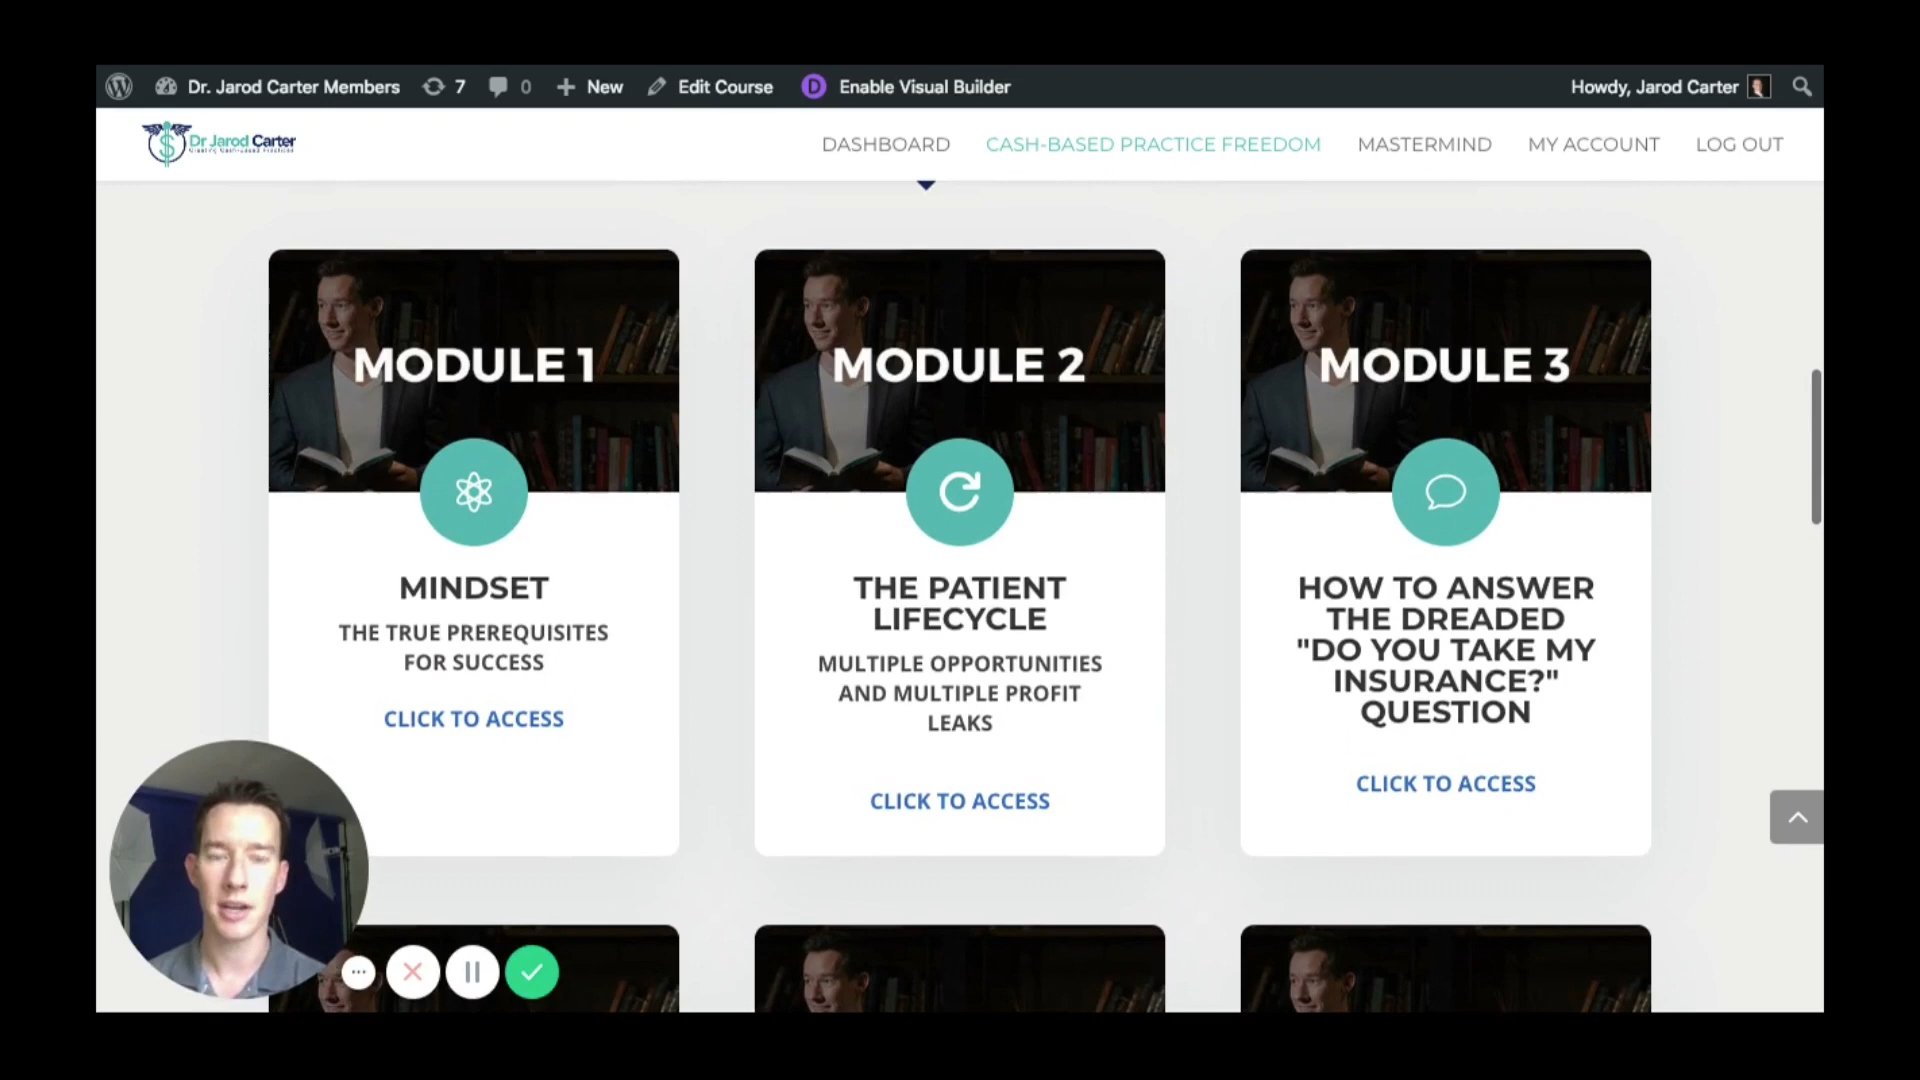 Dr. Jarod Carter Members 7 0 New Edit Course D Enable Visual Builder Howdy, Jarod Carter
Dr Jarod Carter
DASHBOARD CASH-BASED PRACTICE FREEDOM MASTERMIND MY ACCOUNT LOG OUT
MODULE 1
MINDSET
THE TRUE PREREQUISITES
FOR SUCCESS
CLICK TO ACCESS
MODULE 2
THE PATIENT
LIFECYCLE
MULTIPLE OPPORTUNITIES
AND MULTIPLE PROFIT
LEAKS
CLICK TO ACCESS
MODULE 3
HOW TO ANSWER
THE DREADED
"DO YOU TAKE MY
INSURANCE?"
QUESTION
CLICK TO ACCESS